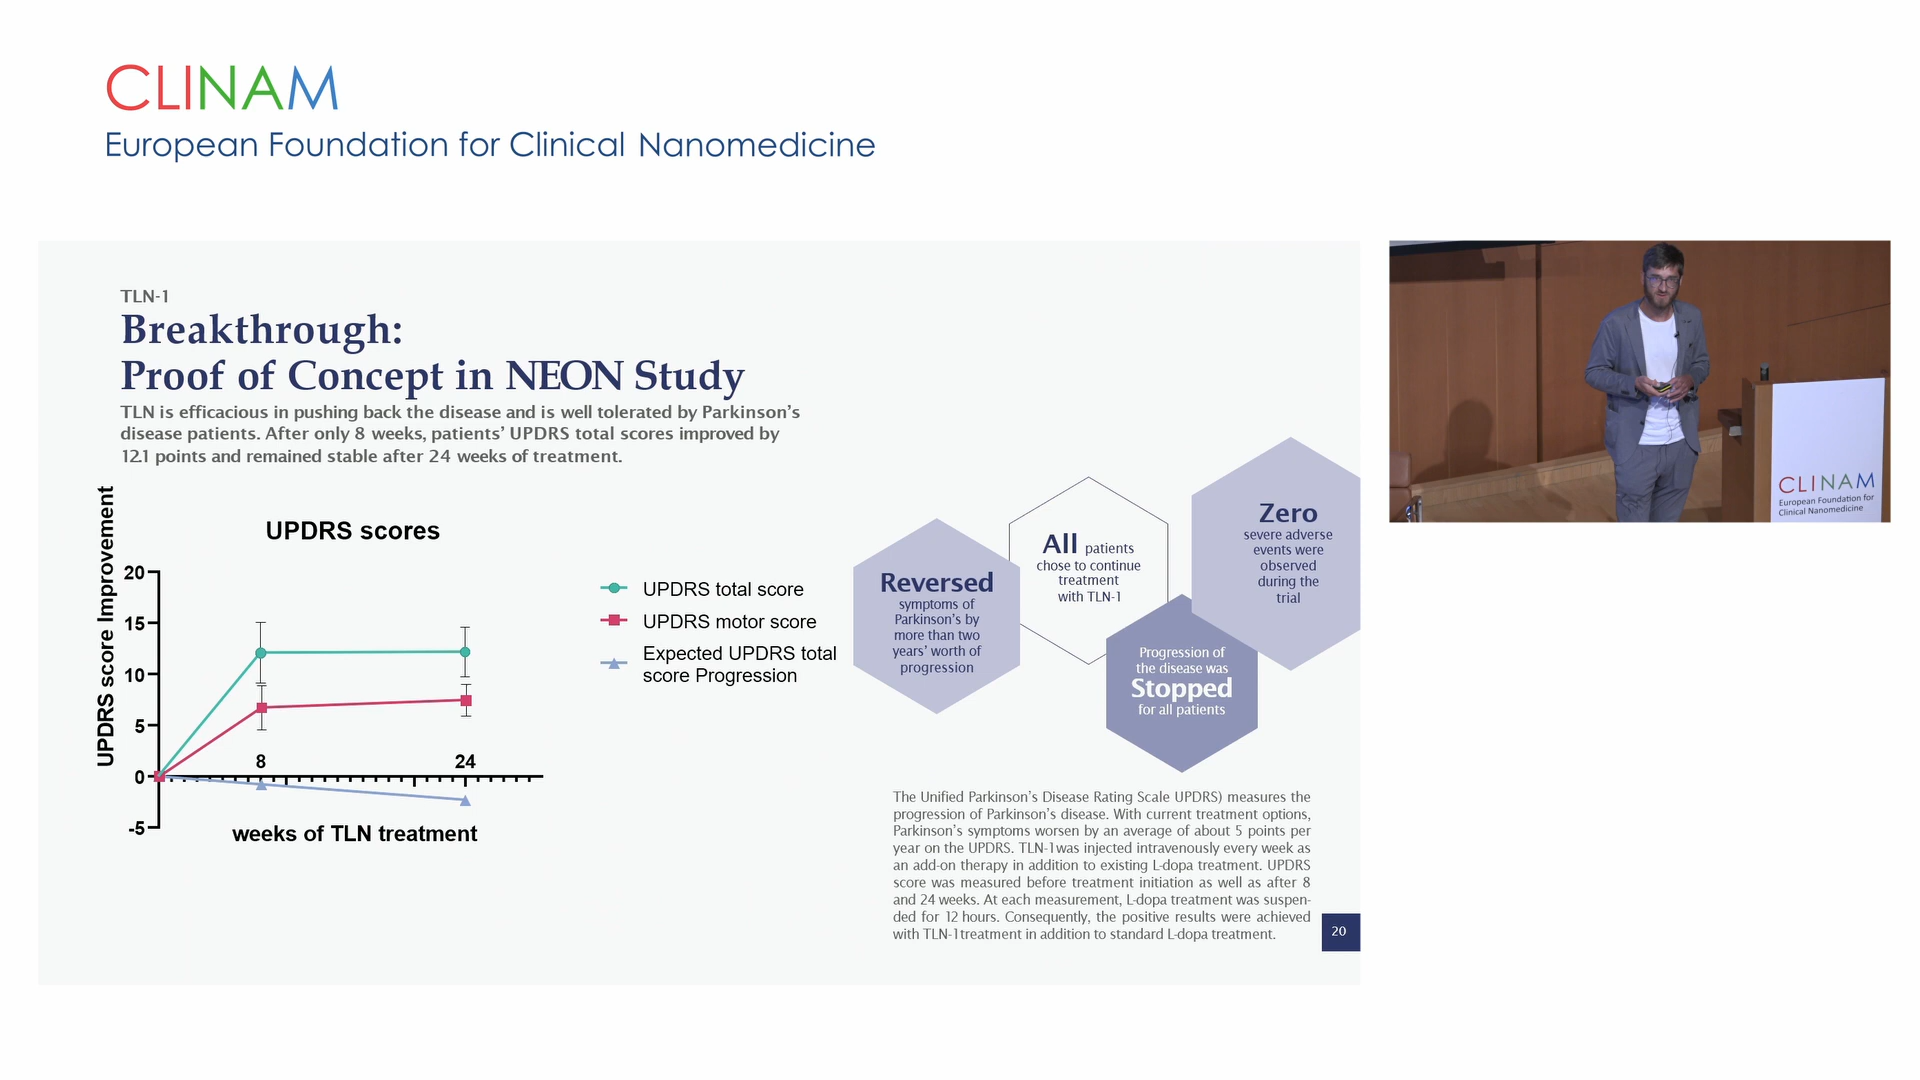 CLINAM
European Foundation for Clinical Nanomedicine
TLN-1
Breakthrough:
Proof of Concept in NEON Study
TLN is efficacious in pushing back the disease and is well tolerated by Parkinson's
disease patients. After only 8 weeks, patients' UPDRS total scores improved by
12.1 points and remained stable after 24 weeks of treatment.
UPDRS scores
UPDRS score Improvement
20
15
10
5
0
-5
8
24
weeks of TLN treatment
UPDRS total score
UPDRS motor score
Expected UPDRS total
score Progression
Reversed
symptoms of
Parkinson's by
more than two
years' worth of
progression
All patients
chose to continue
treatment
with TLN-1
Progression of
the disease was
Stopped
for all patients
Zero
severe adverse
events were
observed
during the
trial
The Unified Parkinson's Disease Rating Scale UPDRS) measures the
progression of Parkinson's disease. With current treatment options,
Parkinson's symptoms worsen by an average of about 5 points per
year on the UPDRS. TLN-1 was injected intravenously every week as
an add-on therapy in addition to existing L-dopa treatment. UPDRS
score was measured before treatment initiation as well as after 8
and 24 weeks. At each measurement, L-dopa treatment was suspen-
ded for 12 hours. Consequently, the positive results were achieved
with TLN-1 treatment in addition to standard L-dopa treatment.
20
CLINAM
European Foundation for
Clinical Nanomedicine